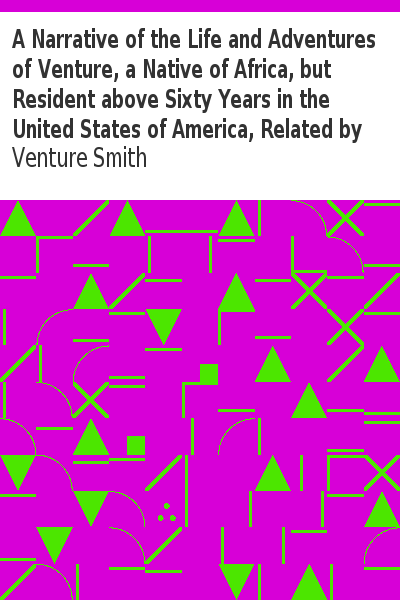 A Narrative of the Life and Adventures
of Venture, a Native of Africa, but
Resident above Sixty Years in the
United States of America, Related by
Venture Smith